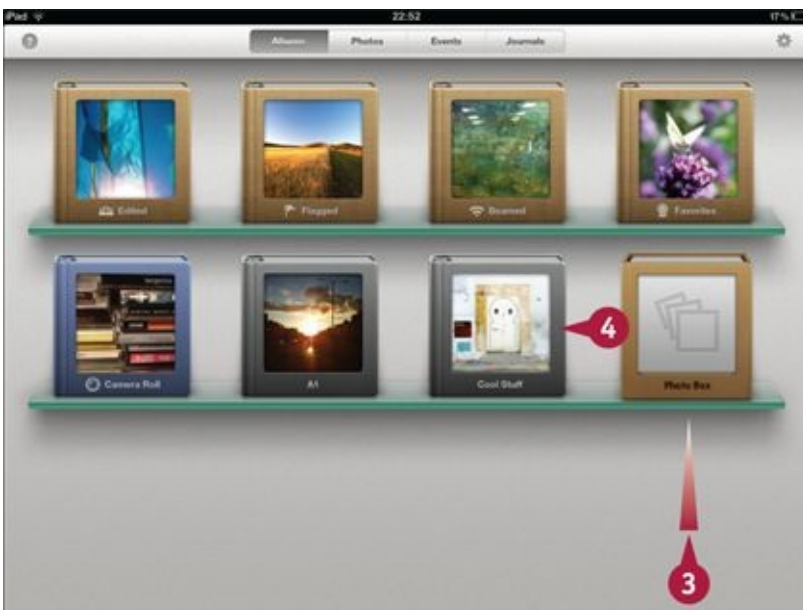 iPad 22:52 17%
?
Albums Photos Events Journals
Edited Flagged Beamed Favorites
Camera Roll A1 Cool Stuff Photo Box
4
3